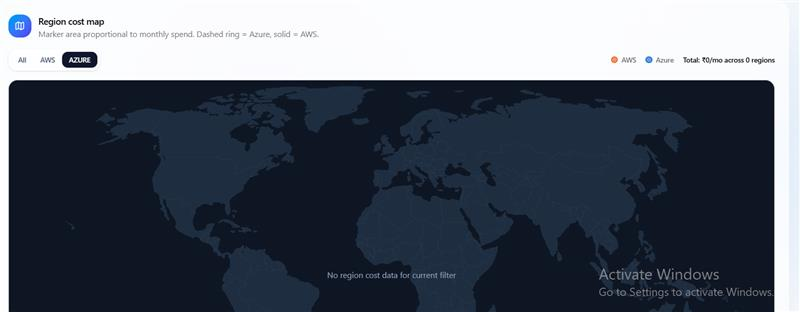 Region cost map
Marker area proportional to monthly spend. Dashed ring = Azure, solid = AWS.
All AWS AZURE AWS Azure Total: ₹0/mo across 0 regions
No region cost data for current filter
Activate Windows
Go to Settings to activate Windows.